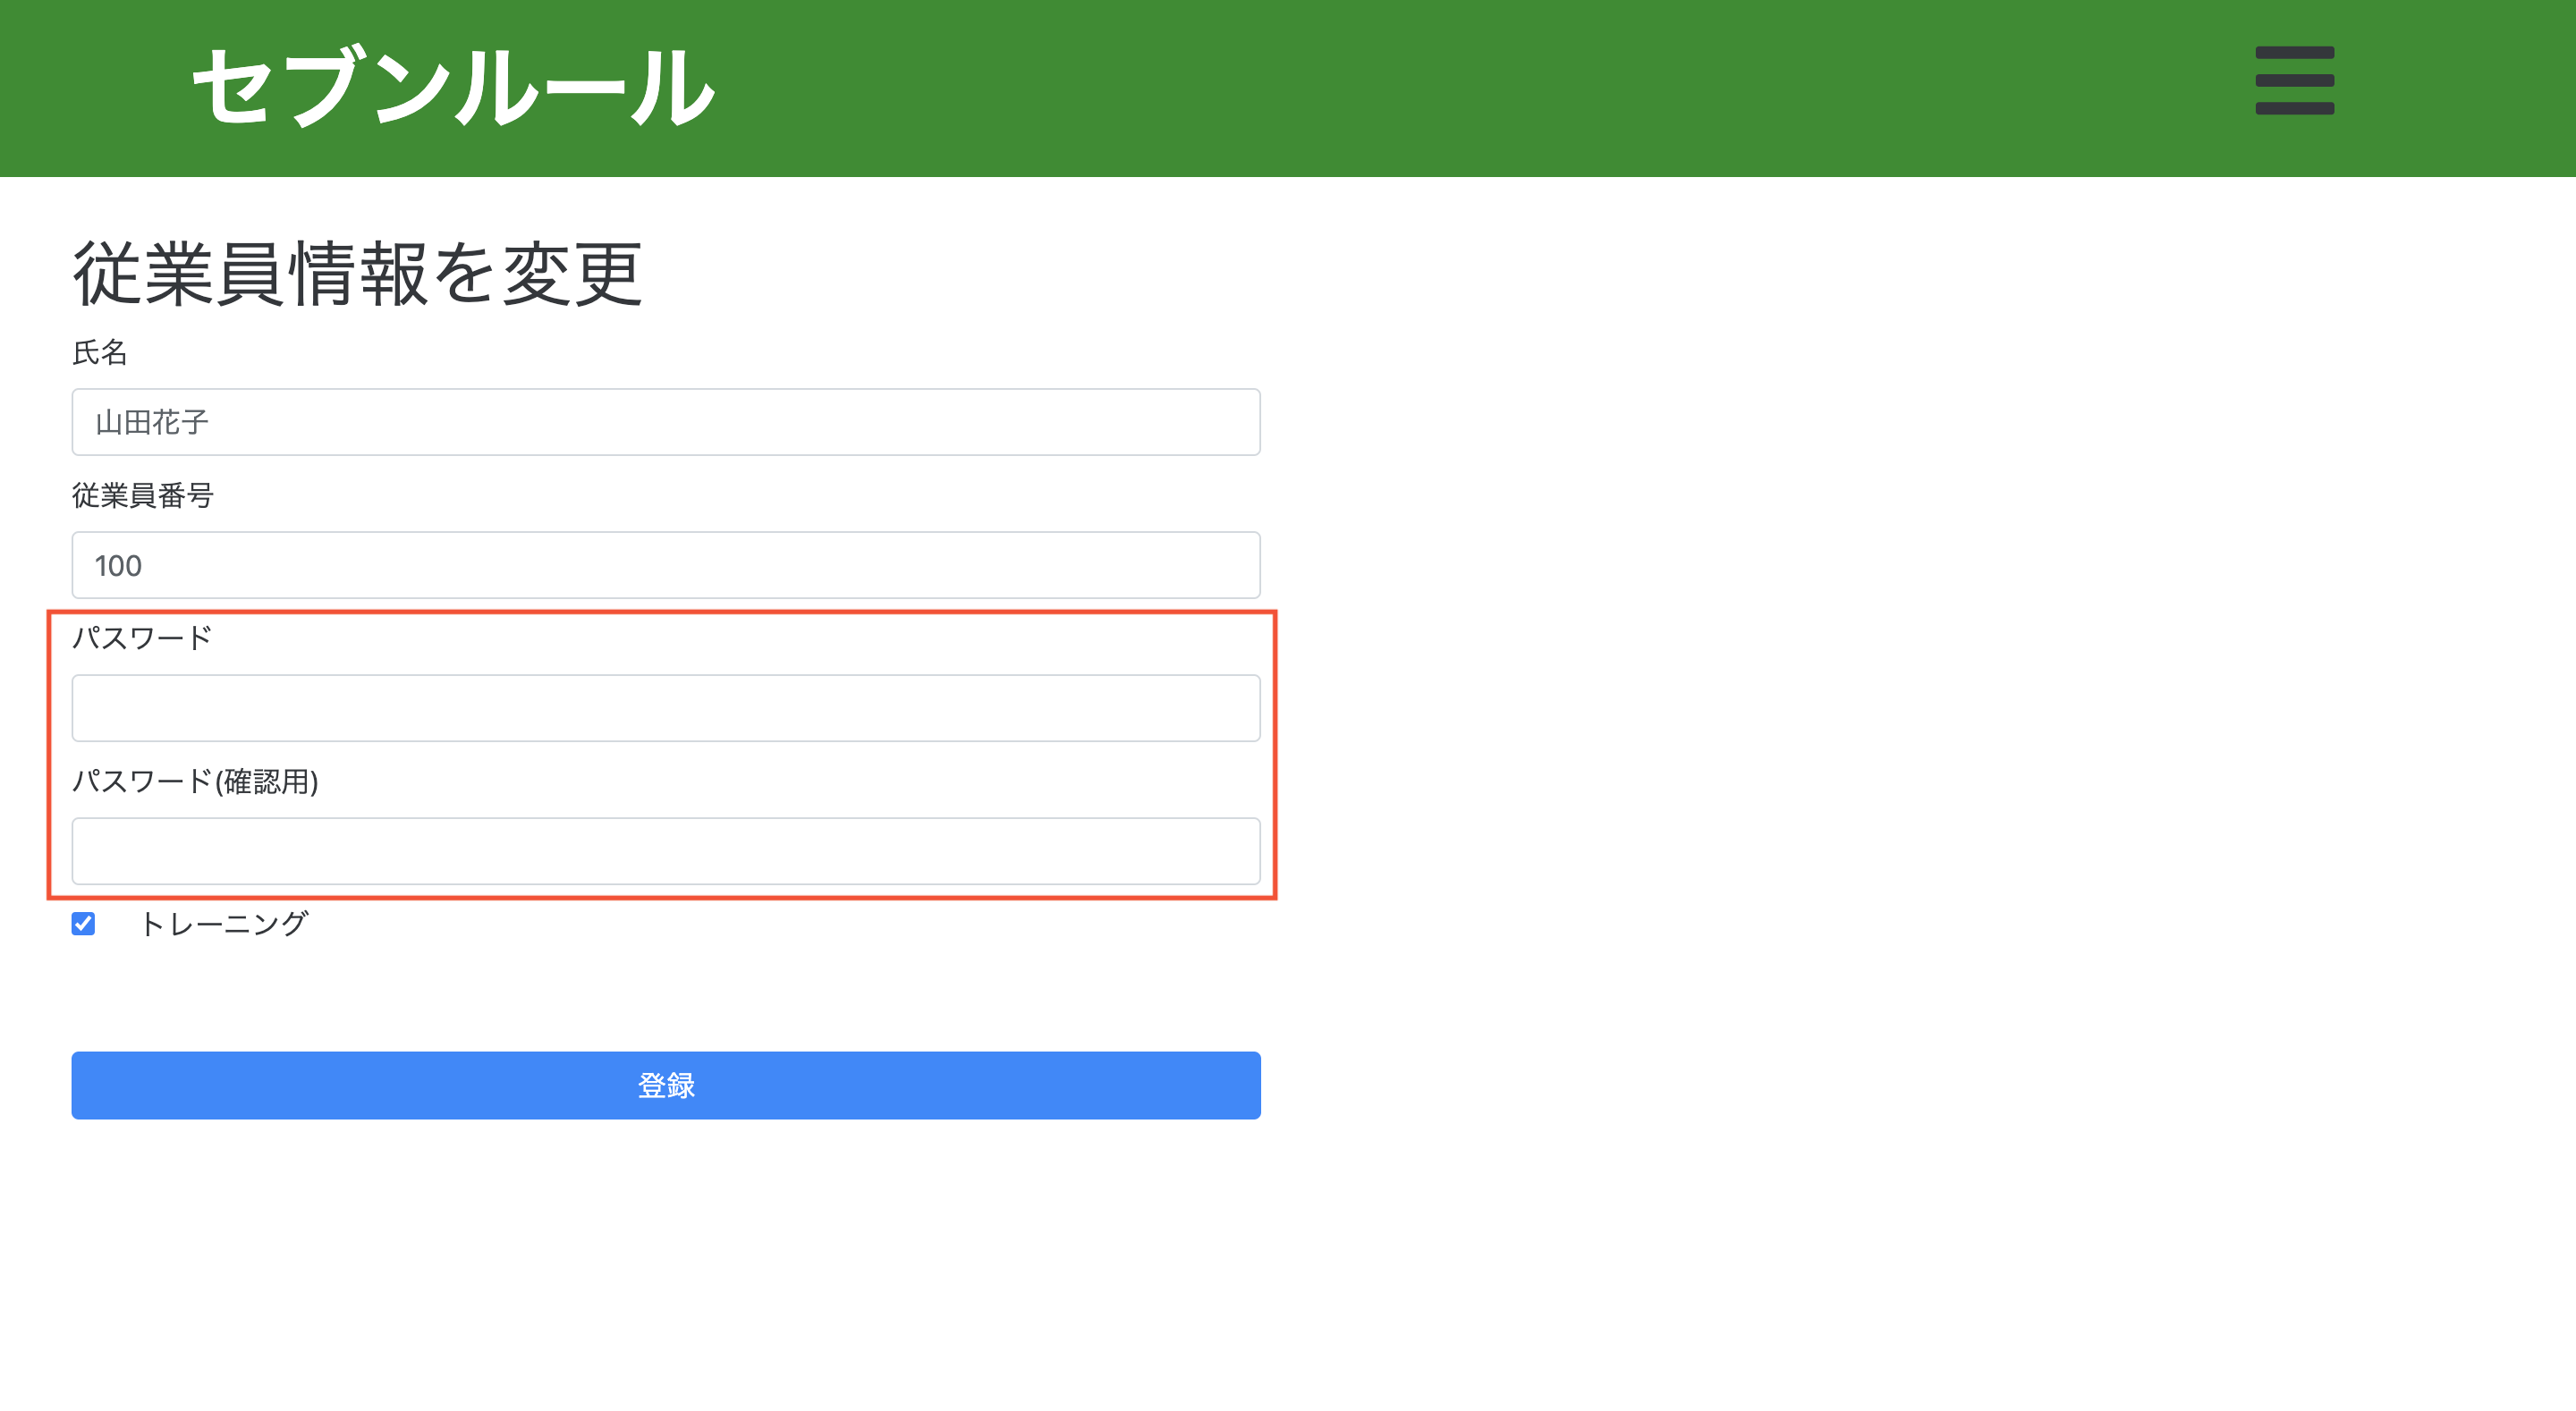 セブンルール
従業員情報を変更
氏名
山田花子
従業員番号
100
パスワード
パスワード(確認用)
トレーニング
登録